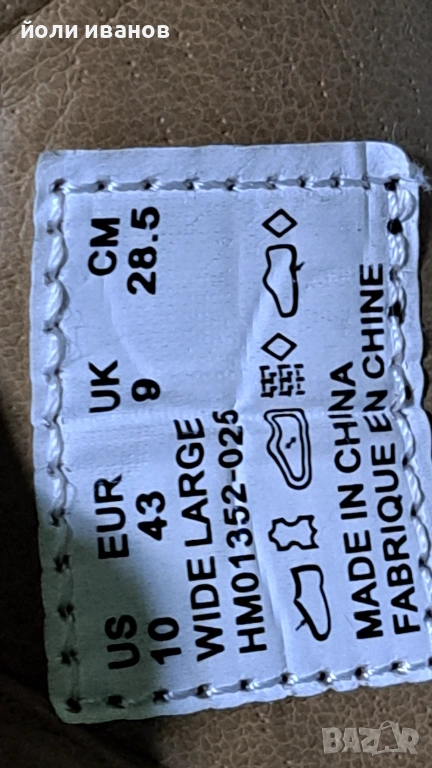 йоли иванов
US EUR UK CM
10 43 9 28.5
WIDE LARGE
HM01352-025
MADE IN CHINA
FABRIQUE EN CHINE
BAZAR